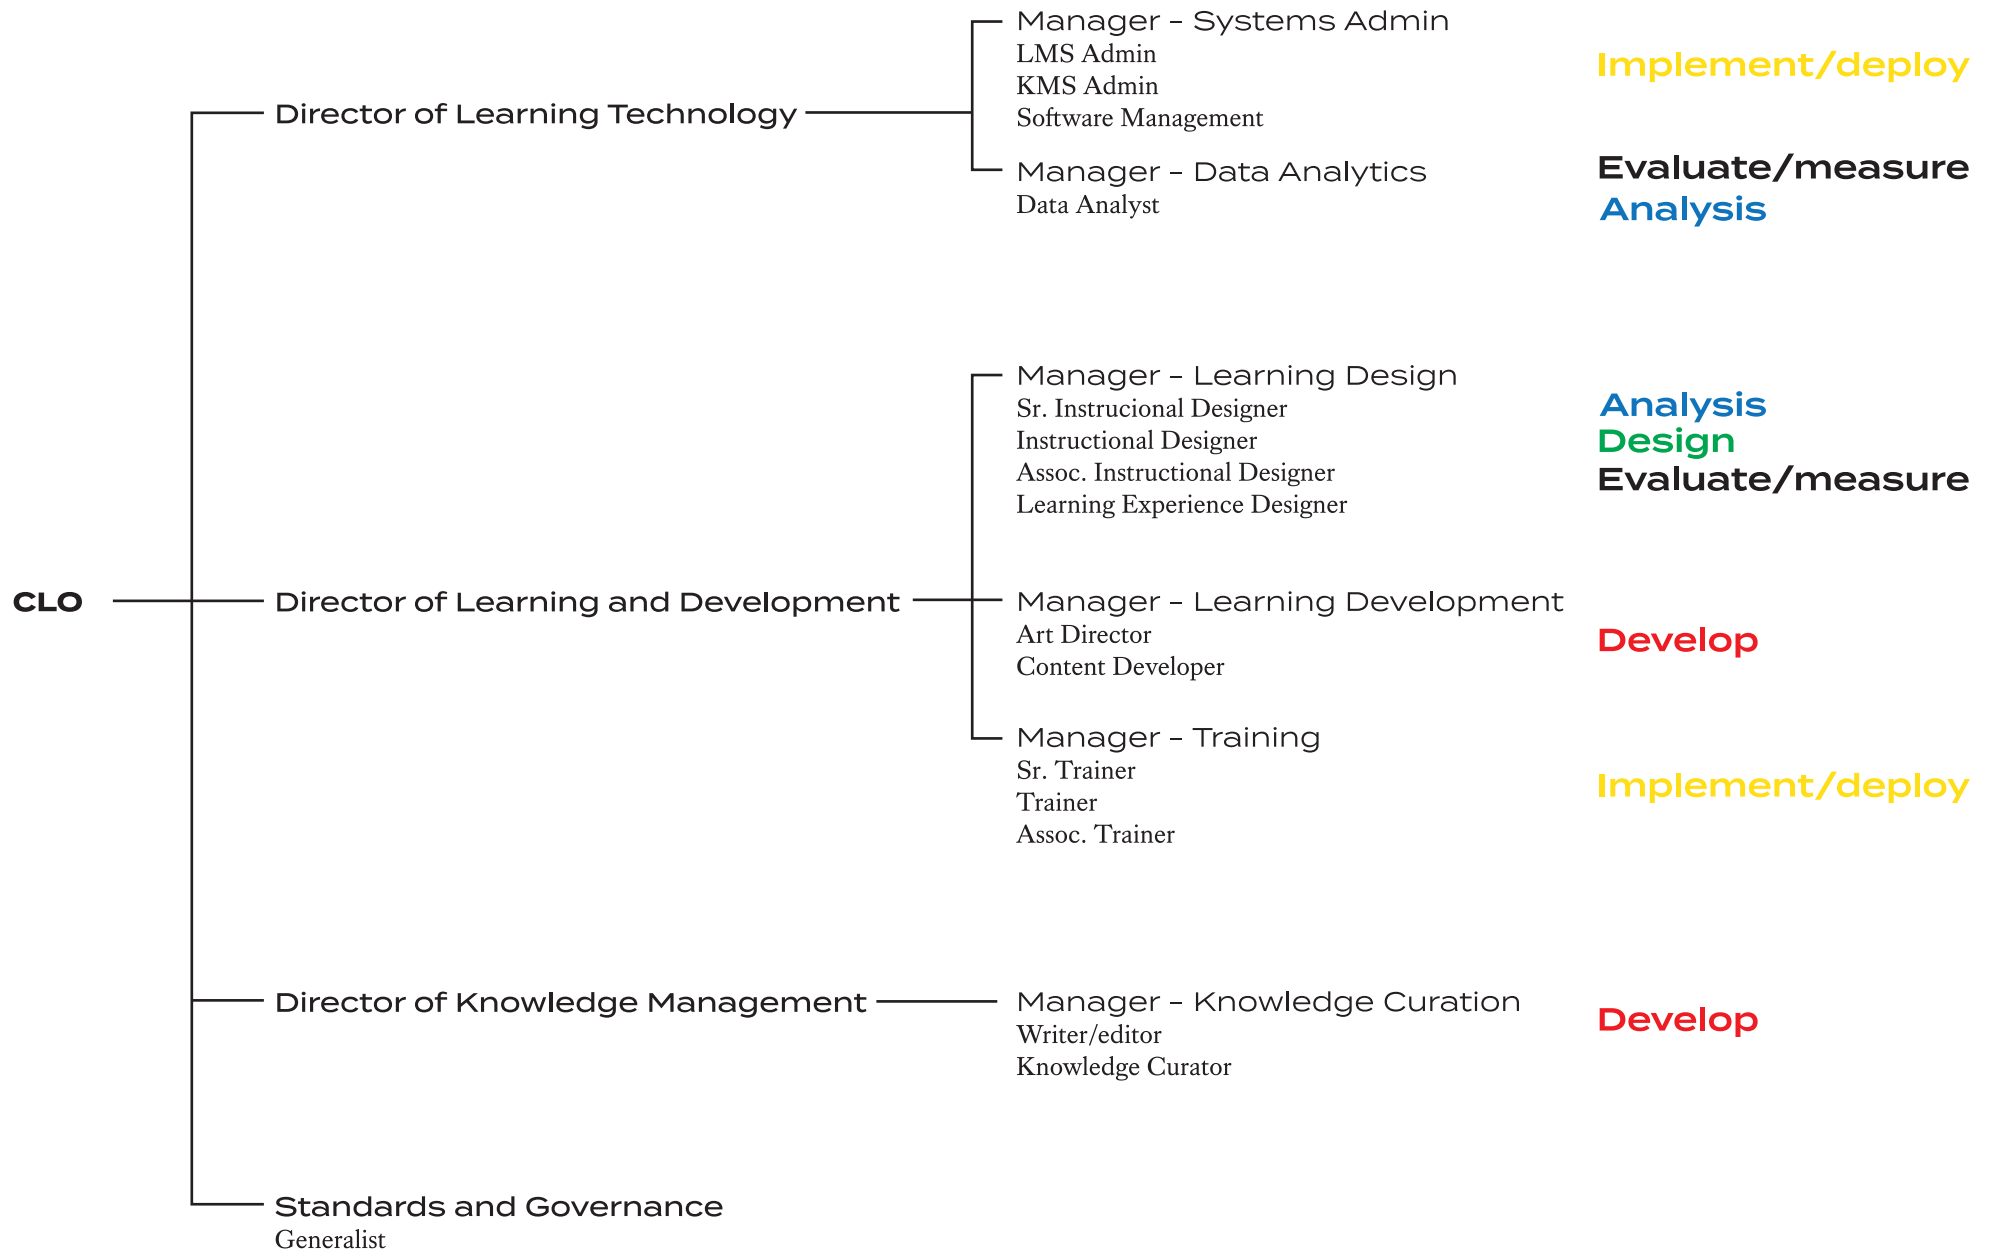 CLO
Director of Learning Technology
Manager – Systems Admin
LMS Admin
KMS Admin
Software Management
Implement/deploy
Manager – Data Analytics
Data Analyst
Evaluate/measure
Analysis
Director of Learning and Development
Manager – Learning Design
Sr. Instrucional Designer
Instructional Designer
Assoc. Instructional Designer
Learning Experience Designer
Analysis
Design
Evaluate/measure
Manager – Learning Development
Art Director
Content Developer
Develop
Manager – Training
Sr. Trainer
Trainer
Assoc. Trainer
Implement/deploy
Director of Knowledge Management
Manager – Knowledge Curation
Writer/editor
Knowledge Curator
Develop
Standards and Governance
Generalist